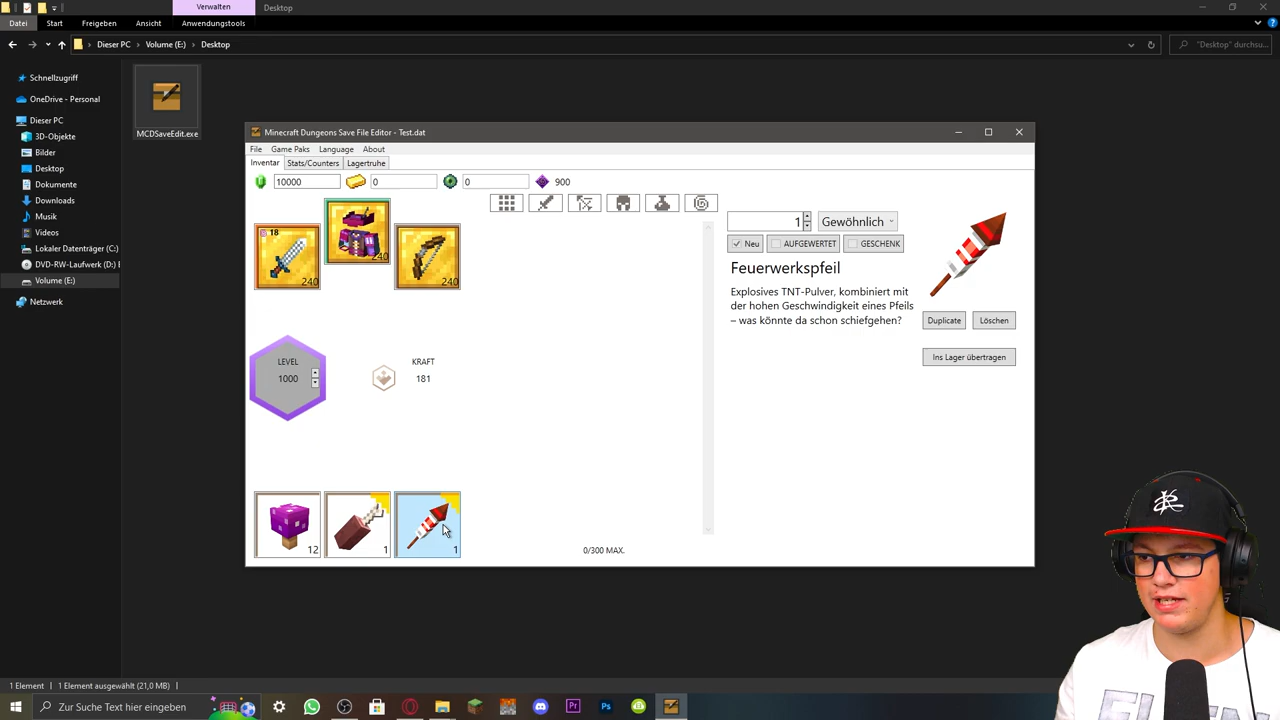 Verwalten
Desktop
Datei
Start
Freigeben
Ansicht
Anwendungstools
Dieser PC > Volume (E:) > Desktop
"Desktop" durchsu...
Schnellzugriff
OneDrive - Personal
Dieser PC
3D-Objekte
Bilder
Desktop
Dokumente
Downloads
Musik
Videos
Lokaler Datenträger (C:)
DVD-RW-Laufwerk (D:) E
Volume (E:)
Netzwerk
MCDSaveEdit.exe
Minecraft Dungeons Save File Editor - Test.dat
File Game Paks Language About
Inventar Stats/Counters Lagertruhe
10000
0
0
900
18
240
240
240
LEVEL
1000
KRAFT
181
12
1
1
0/300 MAX.
1
Gewöhnlich
Neu
AUFGEWERTET
GESCHENK
Feuerwerkspfeil
Explosives TNT-Pulver, kombiniert mit
der hohen Geschwindigkeit eines Pfeils
– was könnte da schon schiefgehen?
Duplicate
Löschen
Ins Lager übertragen
1 Element
1 Element ausgewählt (21,0 MB)
Zur Suche Text hier eingeben
Pr
Ps